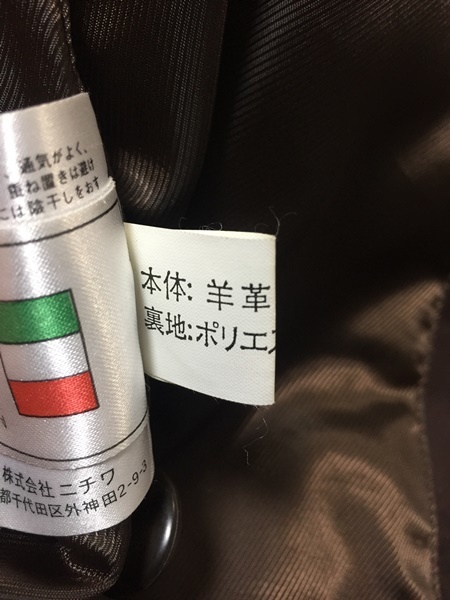 通気がよく、
重ね置きは避け
には陰干しをおす
本体: 羊革
裏地:ポリエス
株式会社 ニチワ
都千代田区外神田2-9-3